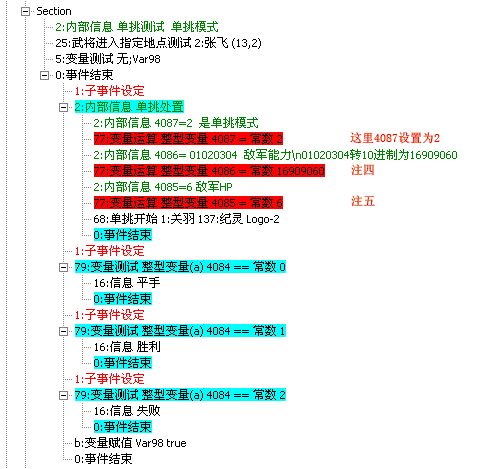 Section
2:内部信息 单挑测试  单挑模式
25:武将进入指定地点测试 2:张飞 (13,2)
5:变量测试 无;Var98
0:事件结束
1:子事件设定
2:内部信息 单挑处置
2:内部信息 4087=2  是单挑模式
77:变量运算 整型变量 4087 = 常数 2 这里4087设置为2
2:内部信息 4086= 01020304  敌军能力\n01020304转10进制为16909060
77:变量运算 整型变量 4086 = 常数 16909060 注四
2:内部信息 4085=6 敌军HP
77:变量运算 整型变量 4085 = 常数 6 注五
68:单挑开始 1:关羽 137:纪灵 Logo-2
0:事件结束
1:子事件设定
79:变量测试 整型变量(a) 4084 == 常数 0
16:信息 平手
0:事件结束
1:子事件设定
79:变量测试 整型变量(a) 4084 == 常数 1
16:信息 胜利
0:事件结束
1:子事件设定
79:变量测试 整型变量(a) 4084 == 常数 2
16:信息 失败
0:事件结束
b:变量赋值 Var98 true
0:事件结束